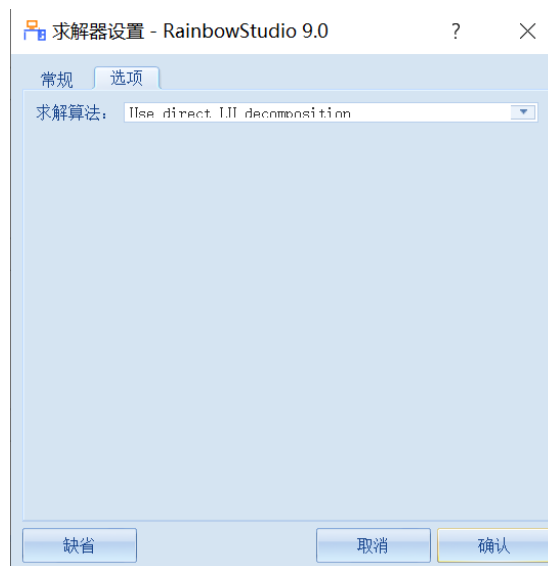 求解器设置 - RainbowStudio 9.0 ?
常规 选项
求解算法: Use direct LU decomposition
缺省 取消 确认